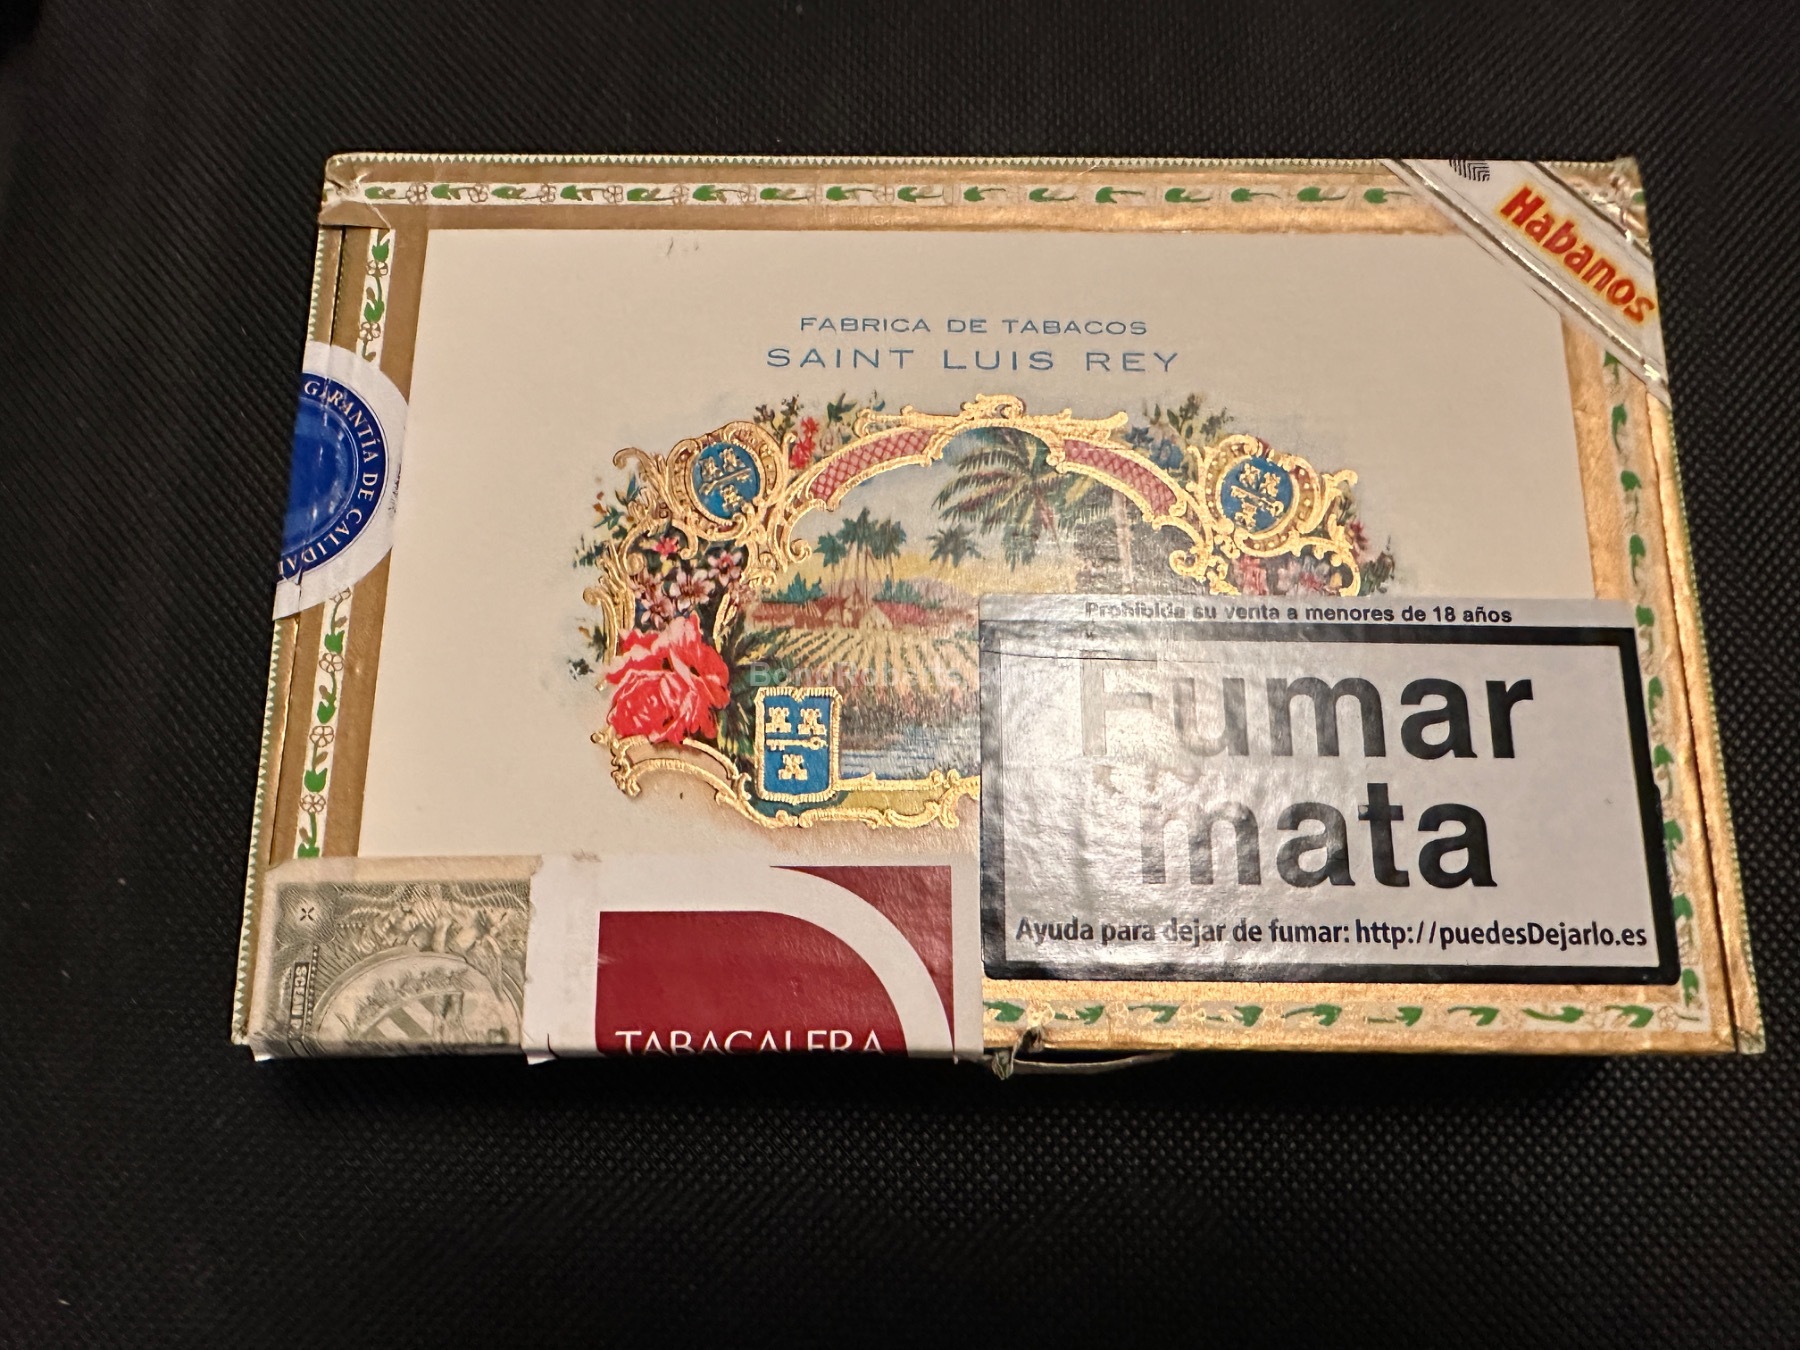 Habanos
FABRICA DE TABACOS
SAINT LUIS REY
GARANTÍA DE CALIDA
Prohibida su venta a menores de 18 años
Fumar
mata
Ayuda para dejar de fumar: http://puedesDejarlo.es
TABACALERA